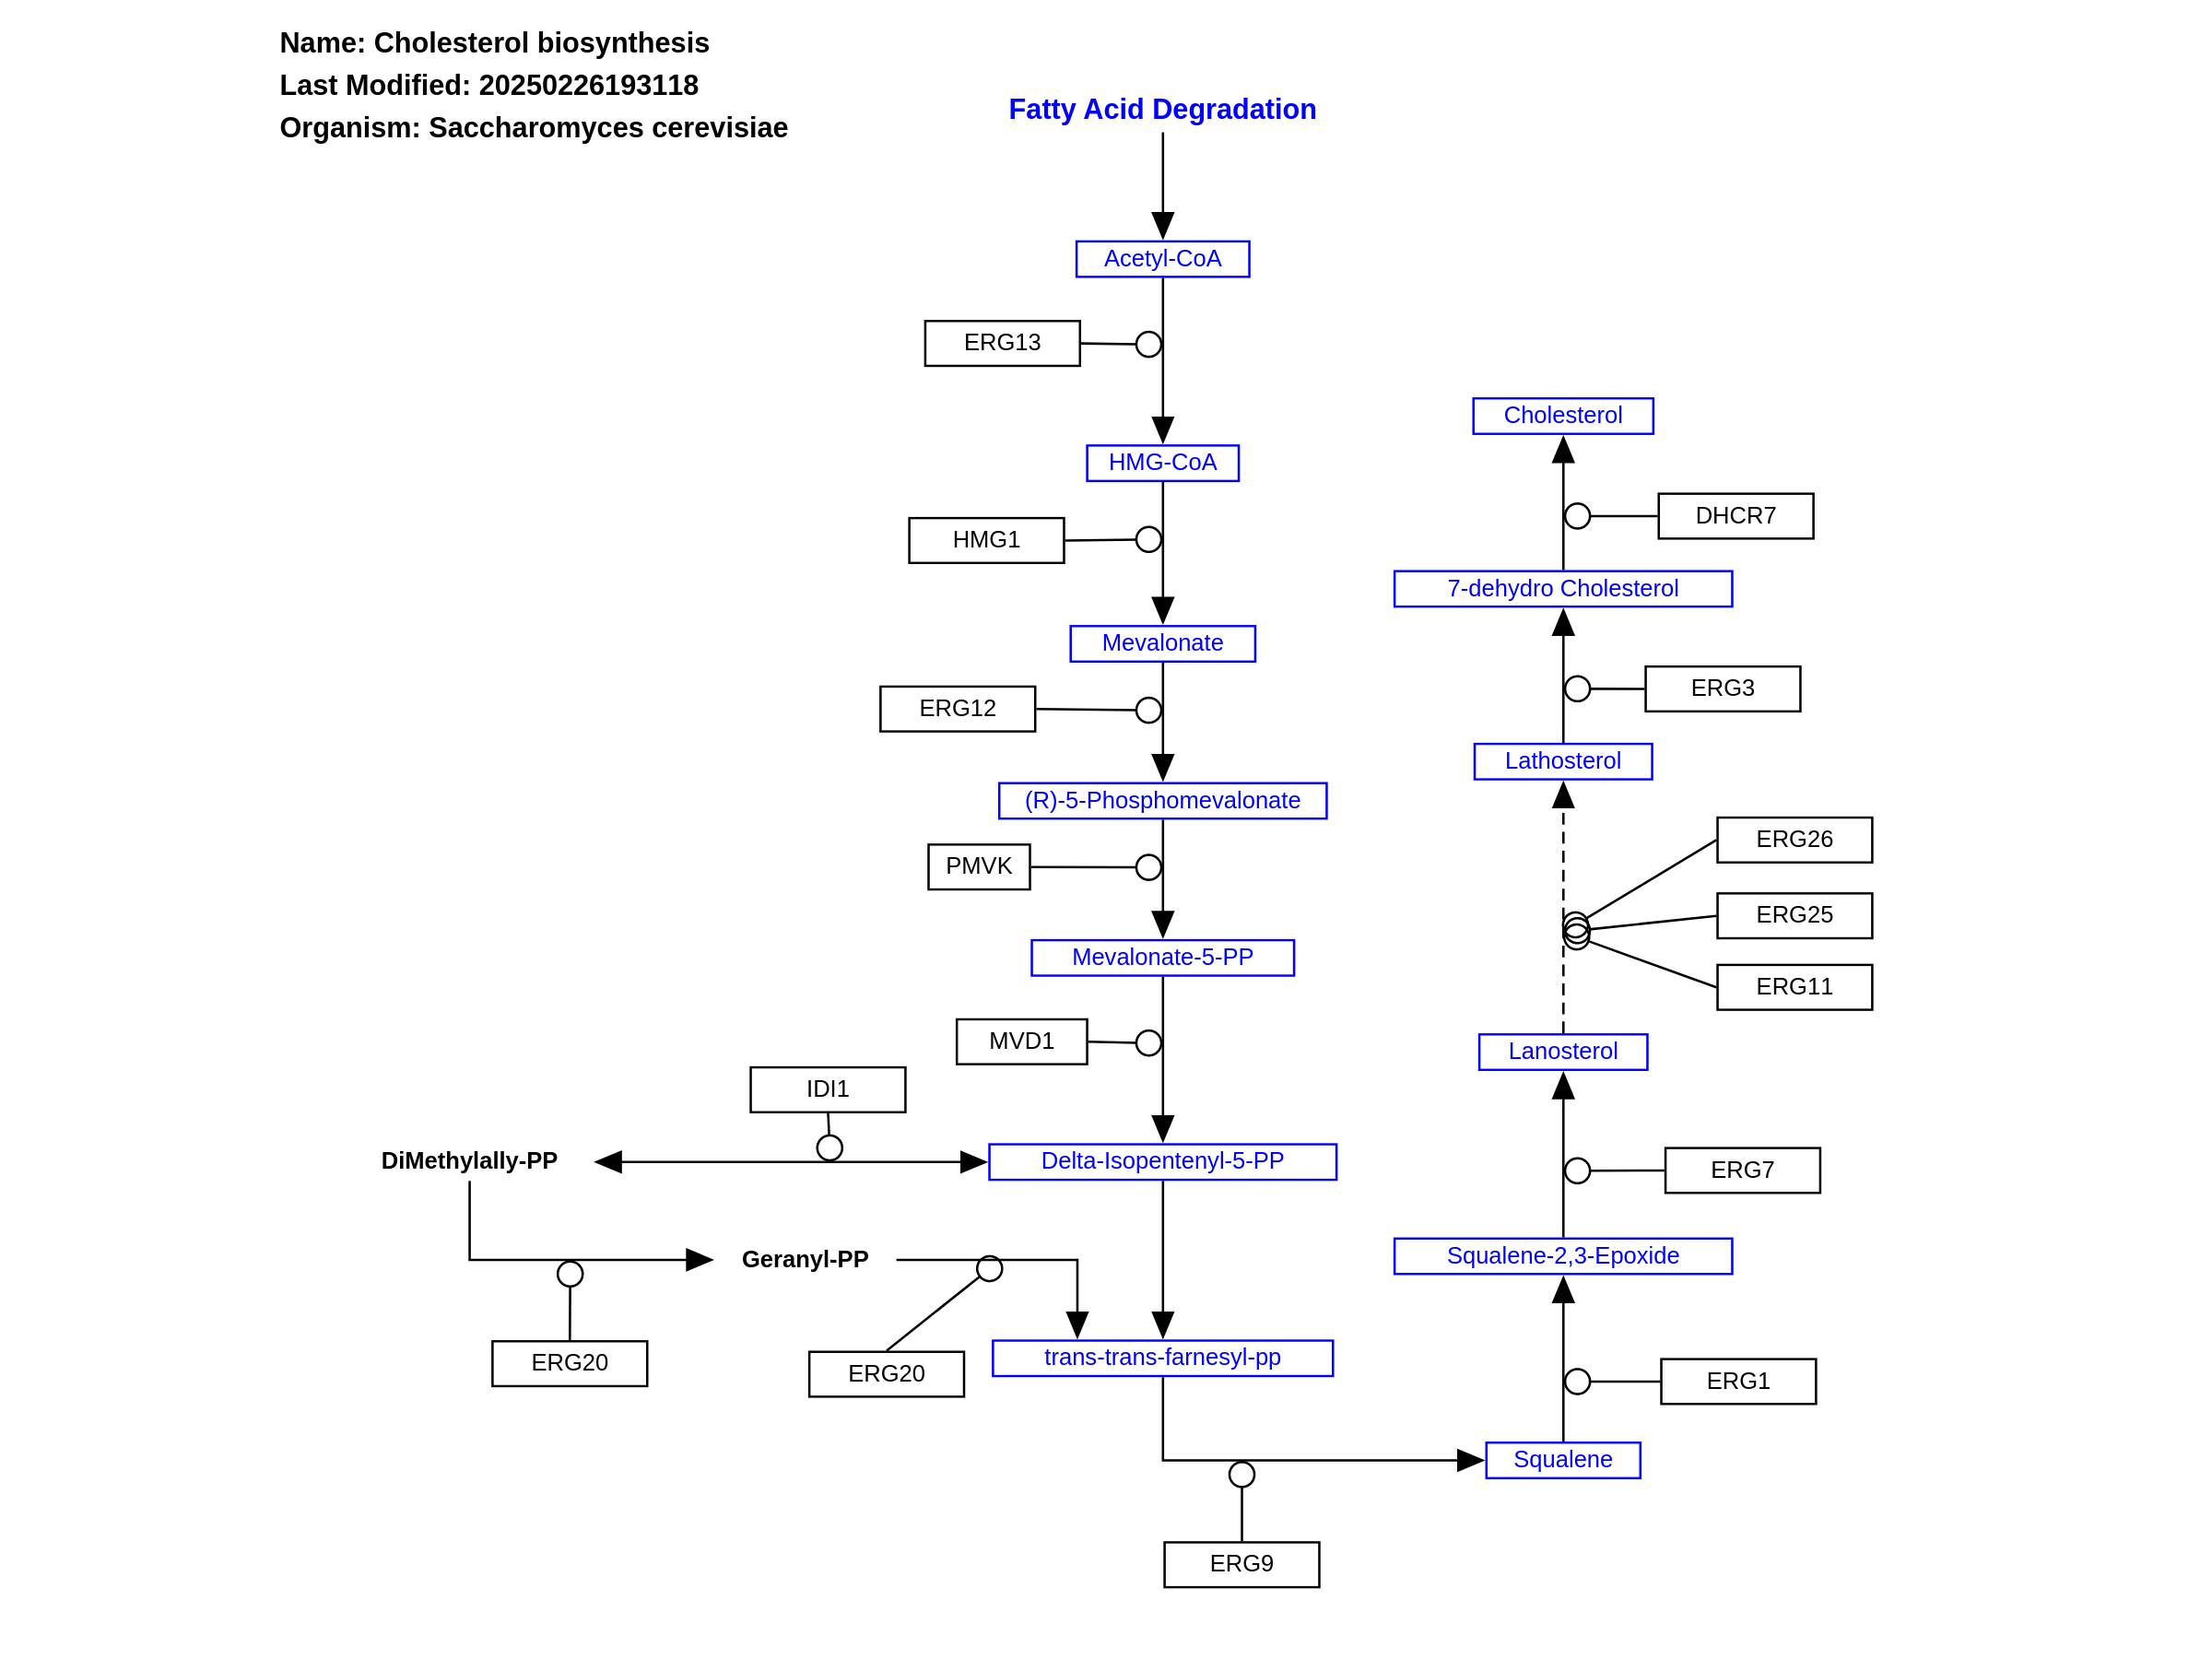 Name: Cholesterol biosynthesis
Last Modified: 20250226193118
Organism: Saccharomyces cerevisiae
Fatty Acid Degradation
Acetyl-CoA
ERG13
HMG-CoA
HMG1
Mevalonate
ERG12
(R)-5-Phosphomevalonate
PMVK
Mevalonate-5-PP
MVD1
IDI1
DiMethylally-PP
Delta-Isopentenyl-5-PP
Geranyl-PP
ERG20
ERG20
trans-trans-farnesyl-pp
ERG9
Cholesterol
DHCR7
7-dehydro Cholesterol
ERG3
Lathosterol
ERG26
ERG25
ERG11
Lanosterol
ERG7
Squalene-2,3-Epoxide
ERG1
Squalene